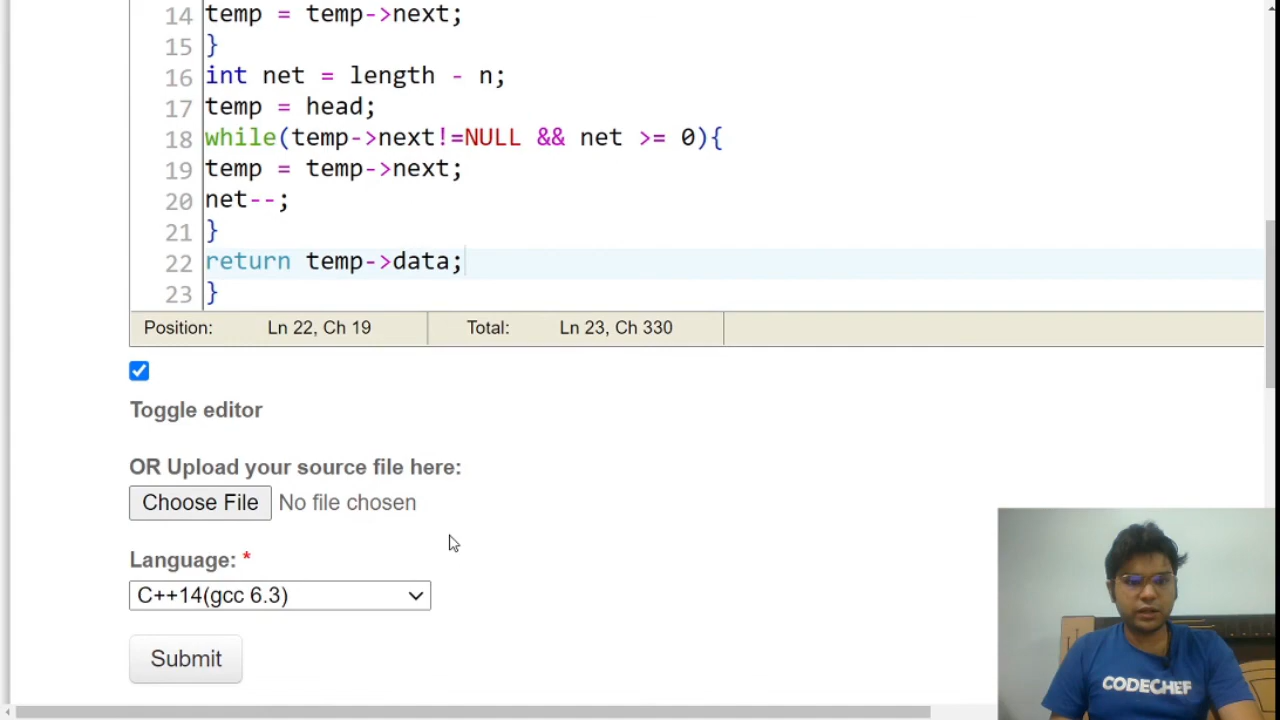 14 temp = temp->next;
15 }
16 int net = length - n;
17 temp = head;
18 while(temp->next!=NULL && net >= 0){
19 temp = temp->next;
20 net--;
21 }
22 return temp->data;
23 }
Position: Ln 22, Ch 19 Total: Ln 23, Ch 330
Toggle editor
OR Upload your source file here:
Choose File No file chosen
Language: *
C++14(gcc 6.3)
Submit
CODECHEF